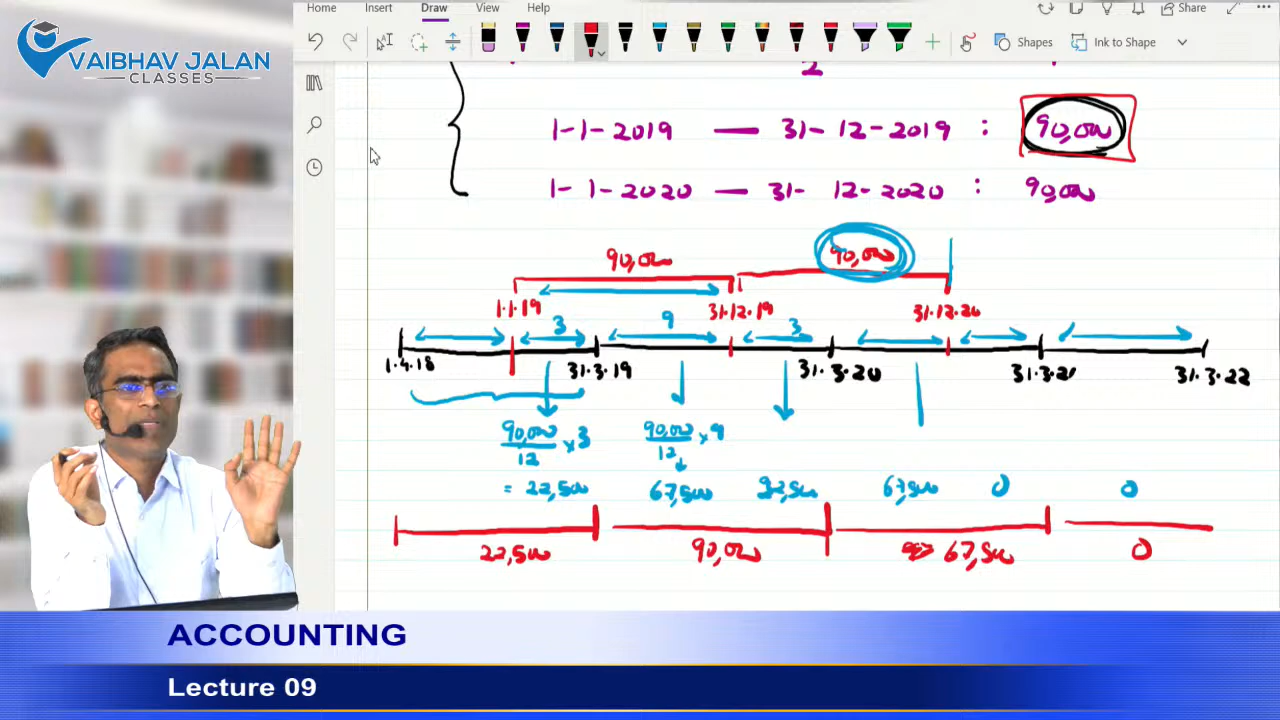 VAIBHAV JALAN
CLASSES
Home Insert Draw View Help Share
Shapes Ink to Shape
2
1-1-2019 — 31-12-2019 : 90,000
1-1-2020 — 31-12-2020 : 90,000
90,000 90,000
1.1.19 31.12.19 31.12.20
3 9 3
1.4.18 31.3.19 31.3.20 31.3.21 31.3.22
90,000/12 × 3 90,000/12 × 9
= 22,500 67,500 22,500 67,500 0 0
22,500 90,000 67,500 0
ACCOUNTING
Lecture 09